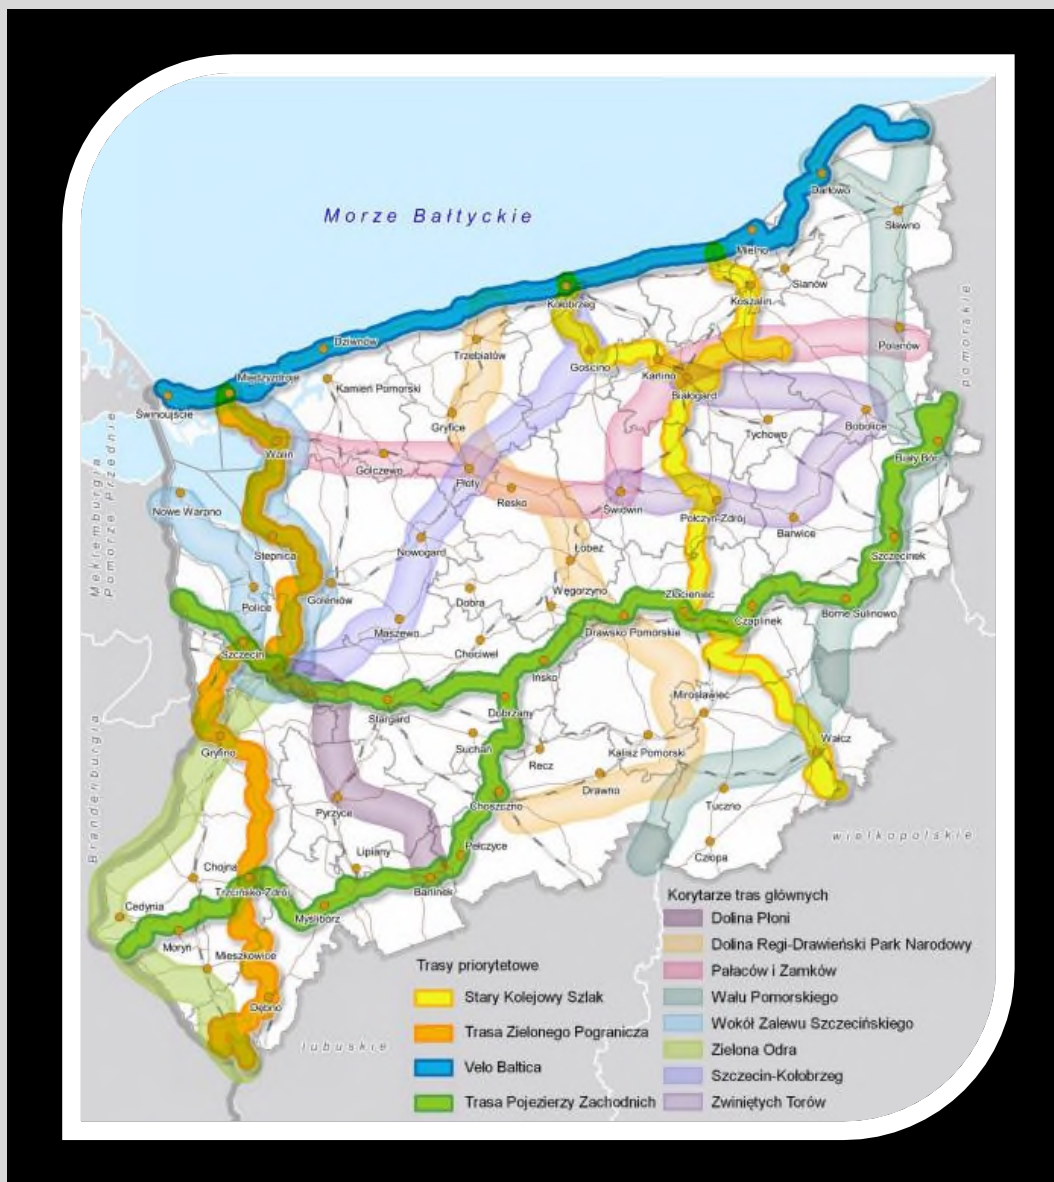 Morze Bałtyckie
Darłowo
Sławno
Mielno
Sianów
Koszalin
Kołobrzeg
Dziwnów
Trzebiatów
Gościno
Karlino
Polanów
pomorskie
Międzyzdroje
Świnoujście
Kamień Pomorski
Białogard
Gryfice
Tychowo
Bobolice
Wolin
Golczewo
Biały Bór
Płoty
Resko
Świdwin
Połczyn-Zdrój
Barwice
Nowe Warpno
Meklemburgia
Pomorze Przednie
Stepnica
Nowogard
Łobez
Szczecinek
Police
Goleniów
Dobra
Węgorzyno
Złocieniec
Borne Sulinowo
Czaplinek
Maszewo
Drawsko Pomorskie
Chociwel
Szczecin
Ińsko
Mirosławiec
Stargard
Dobrzany
Gryfino
Suchań
Recz
Kalisz Pomorski
Wałcz
Brandenburgia
Drawno
Tuczno
Choszczno
Pyrzyce
wielkopolskie
Człopa
Lipiany
Pełczyce
Chojna
Trzcińsko-Zdrój
Barlinek
Cedynia
Myślibórz
Moryń
Mieszkowice
Dębno
lubuskie
Trasy priorytetowe
Stary Kolejowy Szlak
Trasa Zielonego Pogranicza
Velo Baltica
Trasa Pojezierzy Zachodnich
Korytarze tras głównych
Dolina Płoni
Dolina Regi-Drawieński Park Narodowy
Pałaców i Zamków
Wału Pomorskiego
Wokół Zalewu Szczecińskiego
Zielona Odra
Szczecin-Kołobrzeg
Zwiniętych Torów